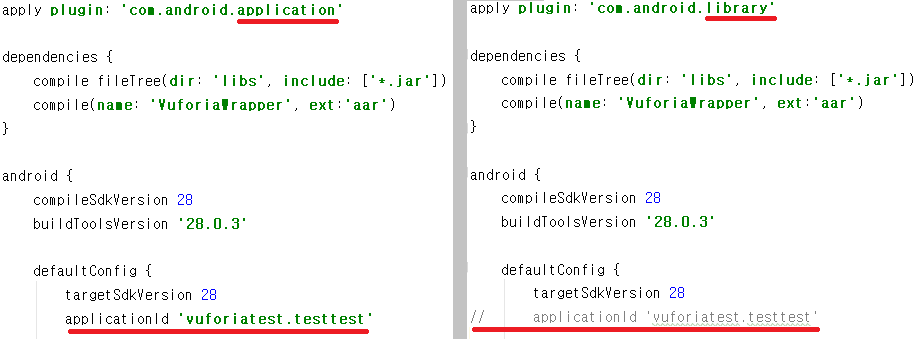 apply plugin: 'com.android.application'
dependencies {
compile fileTree(dir: 'libs', include: ['*.jar'])
compile(name: 'VuforiaWrapper', ext:'aar')
}
android {
compileSdkVersion 28
buildToolsVersion '28.0.3'
defaultConfig {
targetSdkVersion 28
applicationId 'vuforiatest.testtest'
apply plugin: 'com.android.library'
dependencies {
compile fileTree(dir: 'libs', include: ['*.jar'])
compile(name: 'VuforiaWrapper', ext:'aar')
}
android {
compileSdkVersion 28
buildToolsVersion '28.0.3'
defaultConfig {
targetSdkVersion 28
// applicationId 'vuforiatest.testtest'